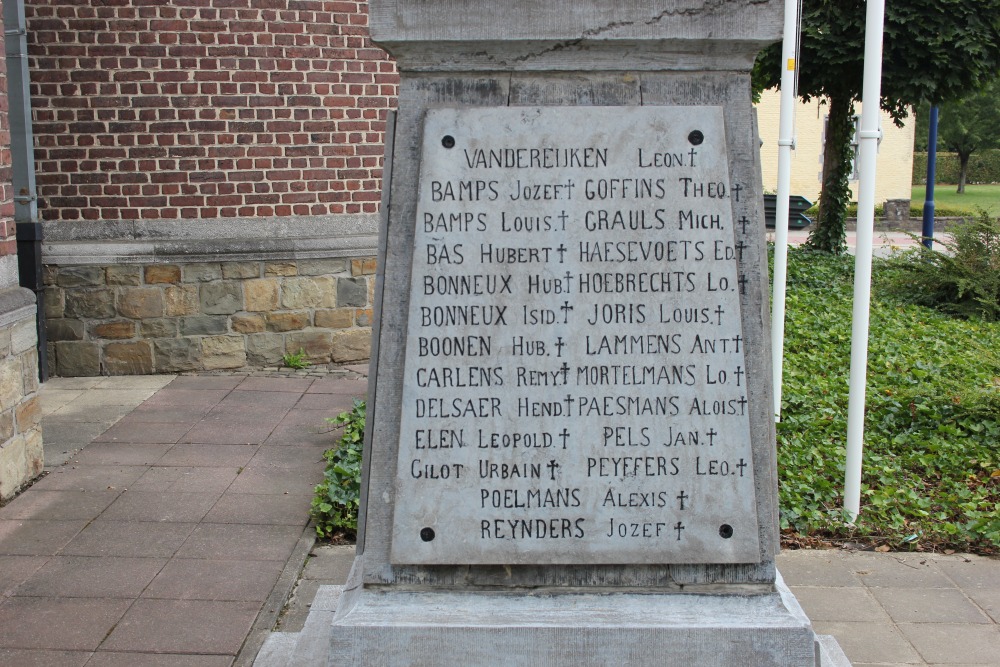 VANDEREIJKEN LEON.†
BAMPS JOZEF† GOFFINS THEO.†
BAMPS LOUIS.† GRAULS MICH.†
BAS HUBERT† HAESEVOETS ED.†
BONNEUX HUB.† HOEBRECHTS LO.†
BONNEUX ISID.† JORIS LOUIS.†
BOONEN HUB.† LAMMENS ANT.†
CARLENS REMY.† MORTELMANS LO.†
DELSAER HEND.† PAESMANS ALOIS.†
ELEN LEOPOLD.† PELS JAN.†
GILOT URBAIN† PEYFFERS LEO.†
POELMANS ALEXIS †
REYNDERS JOZEF †